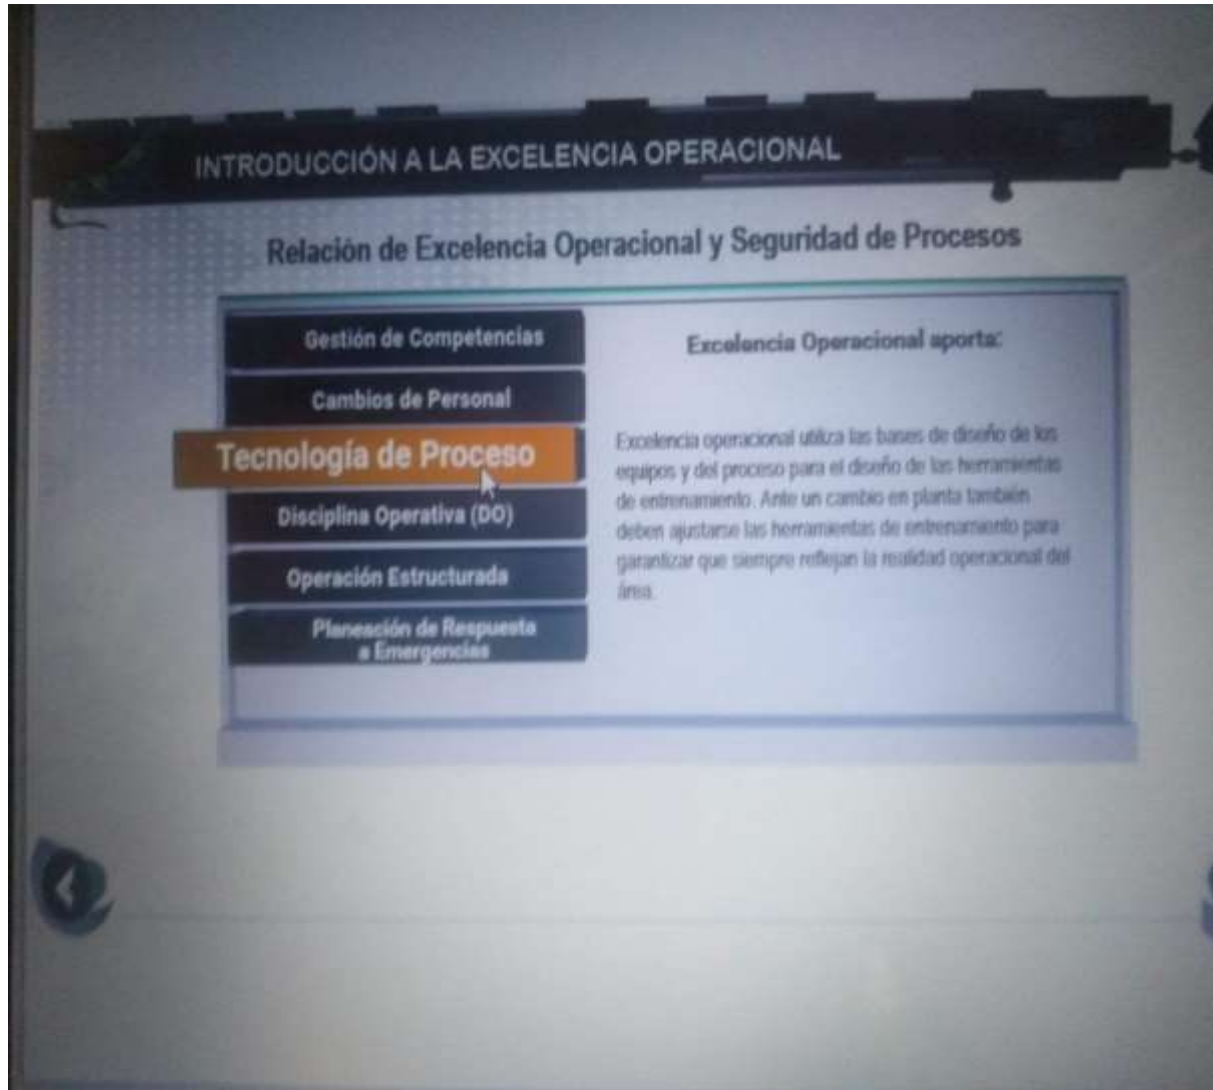 INTRODUCCIÓN A LA EXCELENCIA OPERACIONAL
Relación de Excelencia Operacional y Seguridad de Procesos
Gestión de Competencias
Cambios de Personal
Tecnología de Proceso
Disciplina Operativa (DO)
Operación Estructurada
Planeación de Respuesta
a Emergencias
Excelencia Operacional aporta:
Excelencia operacional utiliza las bases de diseño de los
equipos y del proceso para el diseño de las herramientas
de entrenamiento. Ante un cambio en planta también
deben ajustarse las herramientas de entrenamiento para
garantizar que siempre reflejan la realidad operacional del
área.